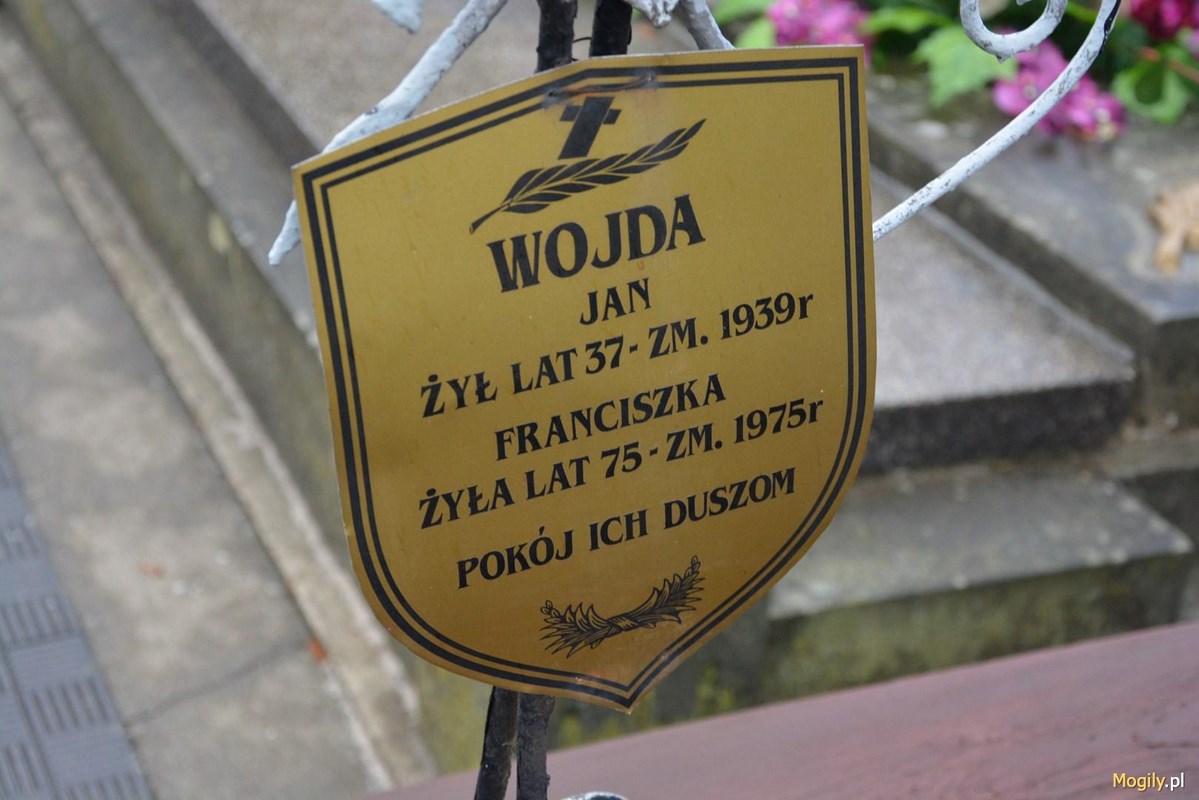 WOJDA
JAN
ŻYŁ LAT 37 - ZM. 1939r
FRANCISZKA
ŻYŁA LAT 75 - ZM. 1975r
POKÓJ ICH DUSZOM
Mogily.pl